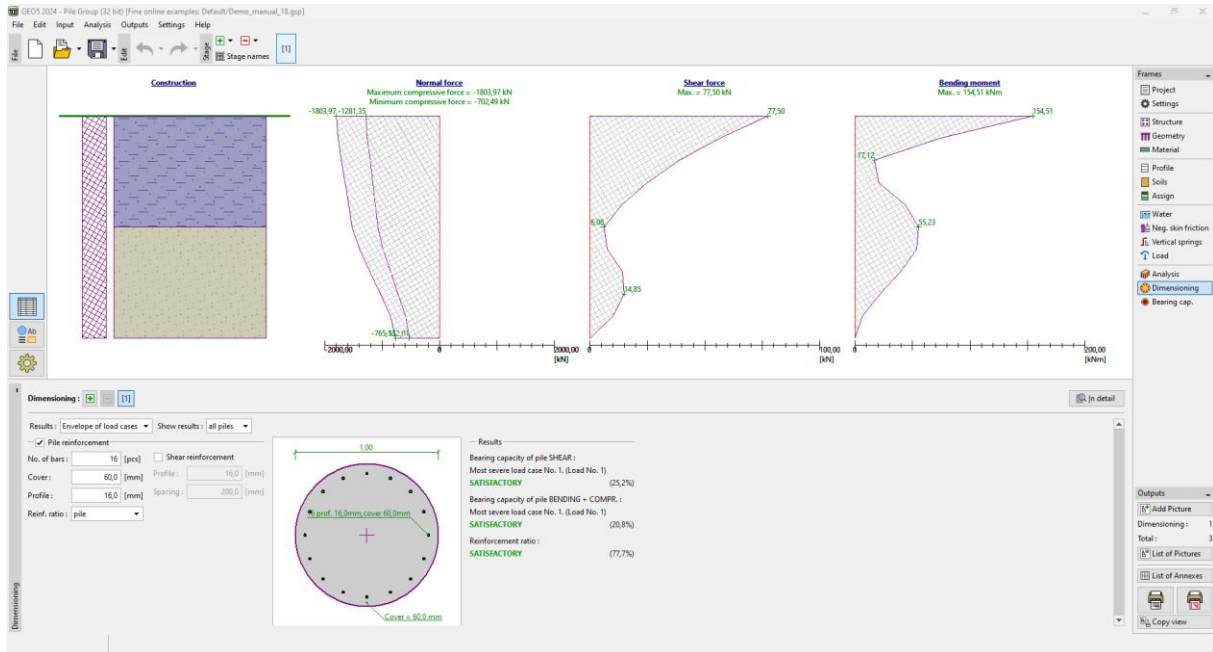 GEO5 2024 - Pile Group (32 bit) [Fine online examples: Default/Demo_manual_18.gsp]
File Edit Input Analysis Outputs Settings Help
File
Edit
Stage
Stage names
[1]
Construction
Normal force
Maximum compressive force = -1803,97 kN
Minimum compressive force = -702,49 kN
-1803,97 -1281,35
-2000,00 0 2000,00
[kN]
Shear force
Max. = 77,50 kN
77,50
14,85
0 100,00
[kN]
Bending moment
Max. = 154,51 kNm
154,51
17,12
55,23
0 200,00
[kNm]
Frames
Project
Settings
Structure
Geometry
Material
Profile
Soils
Assign
Water
Neg. skin friction
Vertical springs
Load
Analysis
Dimensioning
Bearing cap.
Ab
Dimensioning : [1]
In detail
Results : Envelope of load cases Show results : all piles
Pile reinforcement
No. of bars : 16 [pcs] Shear reinforcement
Cover : 60,0 [mm] Profile : 16,0 [mm]
Profile : 16,0 [mm] Spacing : 200,0 [mm]
Reinf. ratio : pile
1,00
prof. 16,0mm,cover 60,0mm
Cover = 60,0 mm
Results
Bearing capacity of pile SHEAR :
Most severe load case No. 1. (Load No. 1)
SATISFACTORY (25,2%)
Bearing capacity of pile BENDING + COMPR. :
Most severe load case No. 1. (Load No. 1)
SATISFACTORY (20,8%)
Reinforcement ratio :
SATISFACTORY (77,7%)
Dimensioning
Outputs
Add Picture
Dimensioning : 1
Total : 3
List of Pictures
List of Annexes
Copy view